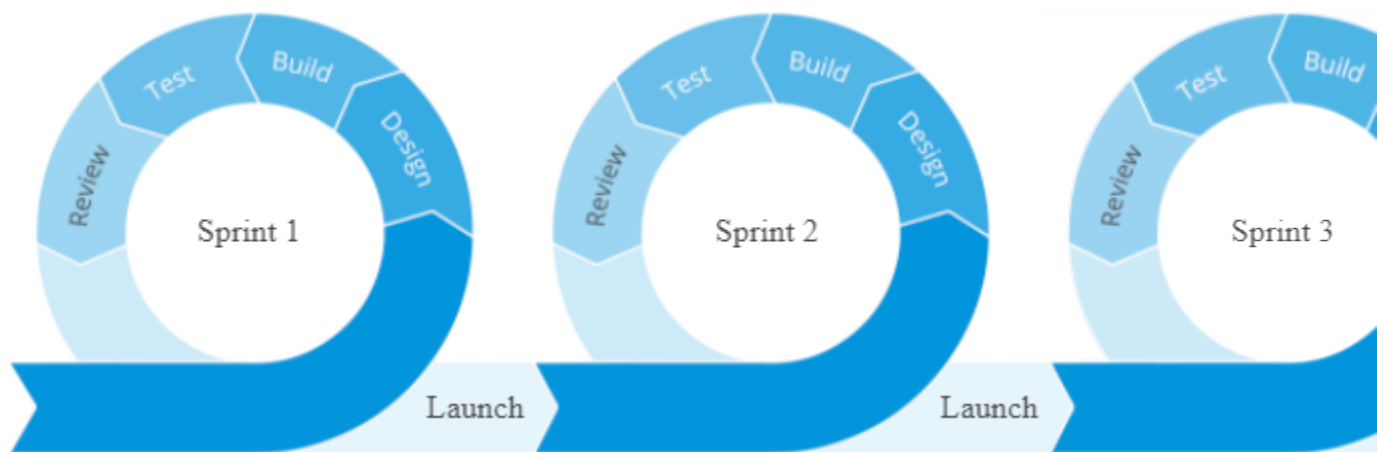 Build
Test
Design
Review
Sprint 1
Launch
Build
Test
Design
Review
Sprint 2
Launch
Build
Test
Review
Sprint 3